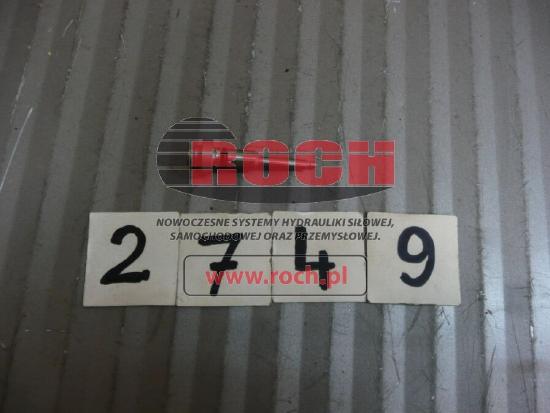 ROCH
NOWOCZESNE SYSTEMY HYDRAULIKI SIŁOWEJ,
SAMOCHODOWEJ ORAZ PRZEMYSŁOWEJ.
2 7 4 9
www.roch.pl